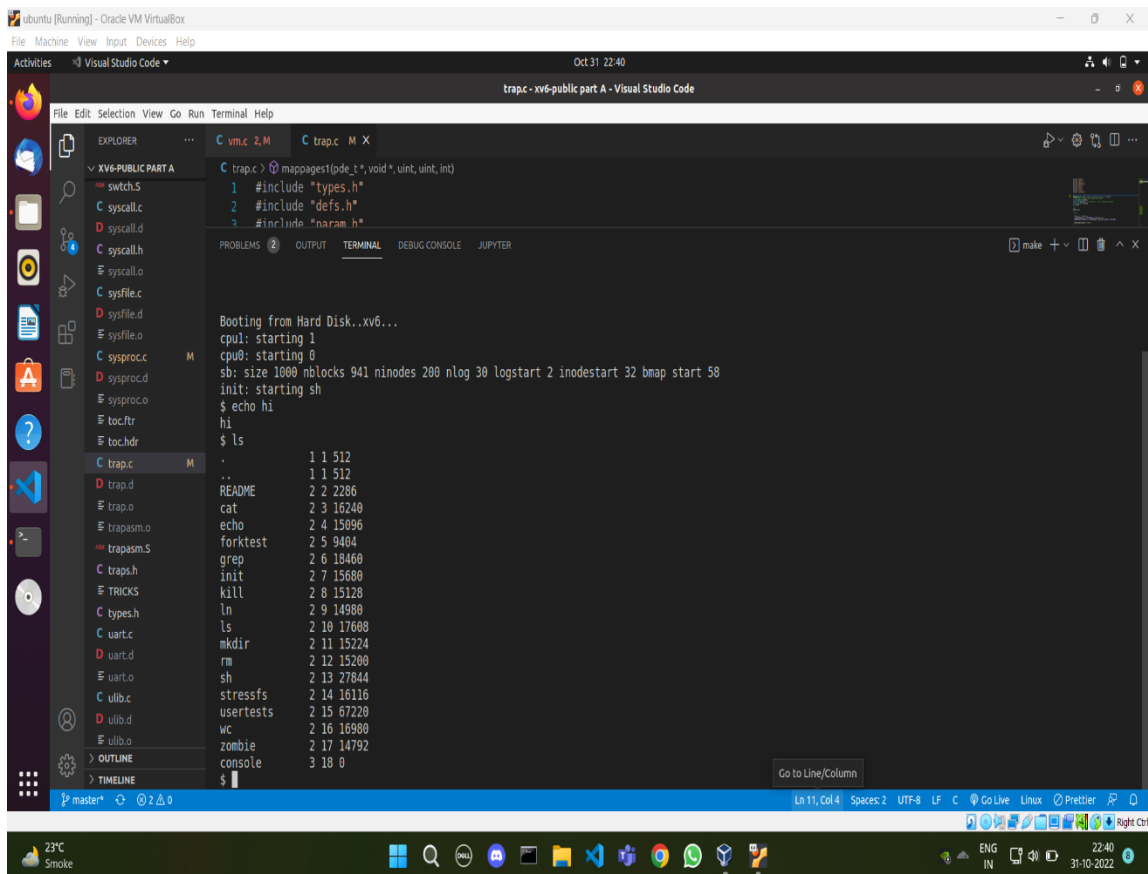 ubuntu [Running] - Oracle VM VirtualBox
File Machine View Input Devices Help
Activities Visual Studio Code Oct 31 22:40
trap.c - xv6-public part A - Visual Studio Code
File Edit Selection View Go Run Terminal Help
EXPLORER
XV6-PUBLIC PART A
swtch.S
C syscall.c
D syscall.d
C syscall.h
syscall.o
C sysfile.c
D sysfile.d
sysfile.o
C sysproc.c M
D sysproc.d
sysproc.o
toc.ftr
toc.hdr
C trap.c M
D trap.d
trap.o
trapasm.o
trapasm.S
C traps.h
TRICKS
C types.h
C uart.c
D uart.d
uart.o
C ulib.c
D ulib.d
ulib.o
OUTLINE
TIMELINE
C vm.c 2, M C trap.c M
C trap.c > mappages1(pde_t *, void *, uint, uint, int)
1 #include "types.h"
2 #include "defs.h"
3 #include "param.h"
PROBLEMS 2 OUTPUT TERMINAL DEBUG CONSOLE JUPYTER make
Booting from Hard Disk..xv6...
cpu1: starting 1
cpu0: starting 0
sb: size 1000 nblocks 941 ninodes 200 nlog 30 logstart 2 inodestart 32 bmap start 58
init: starting sh
$ echo hi
hi
$ ls
. 1 1 512
.. 1 1 512
README 2 2 2286
cat 2 3 16240
echo 2 4 15096
forktest 2 5 9404
grep 2 6 18460
init 2 7 15680
kill 2 8 15128
ln 2 9 14980
ls 2 10 17608
mkdir 2 11 15224
rm 2 12 15200
sh 2 13 27844
stressfs 2 14 16116
usertests 2 15 67220
wc 2 16 16980
zombie 2 17 14792
console 3 18 0
$
Go to Line/Column
master* 2 0 Ln 11, Col 4 Spaces: 2 UTF-8 LF C Go Live Linux Prettier
Right Ctrl
23°C
Smoke
ENG
IN
22:40
31-10-2022
8